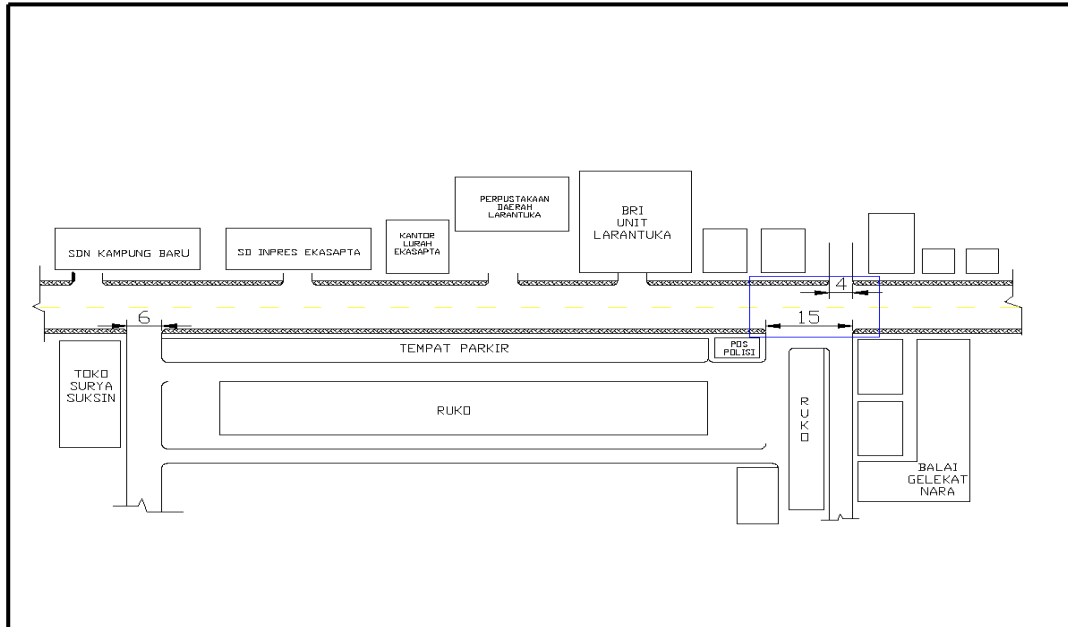 PERPUSTAKAAN
DAERAH
LARANTUKA
BRI
UNIT
LARANTUKA
KANTOR
LURAH
EKASAPTA
SDN KAMPUNG BARU
SD INPRES EKASAPTA
4
6
15
TEMPAT PARKIR
POS
POLISI
TOKO
SURYA
SUKSIN
RUKO
RUKO
BALAI
GELEKAT
NARA